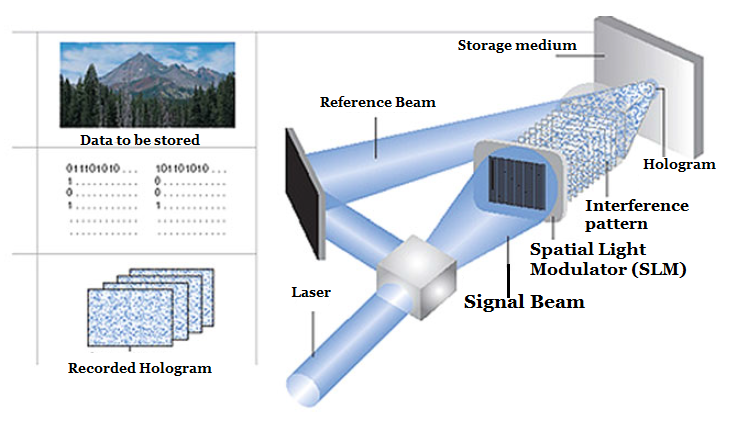 Storage medium
Reference Beam
Data to be stored
011101010 ... 101101010 ...
1 . . . . . . . . . 0 . . . . . . . . .
0 . . . . . . . . . 0 . . . . . . . . .
1 . . . . . . . . . 1 . . . . . . . . .
Hologram
Interference
pattern
Spatial Light
Modulator (SLM)
Signal Beam
Laser
Recorded Hologram